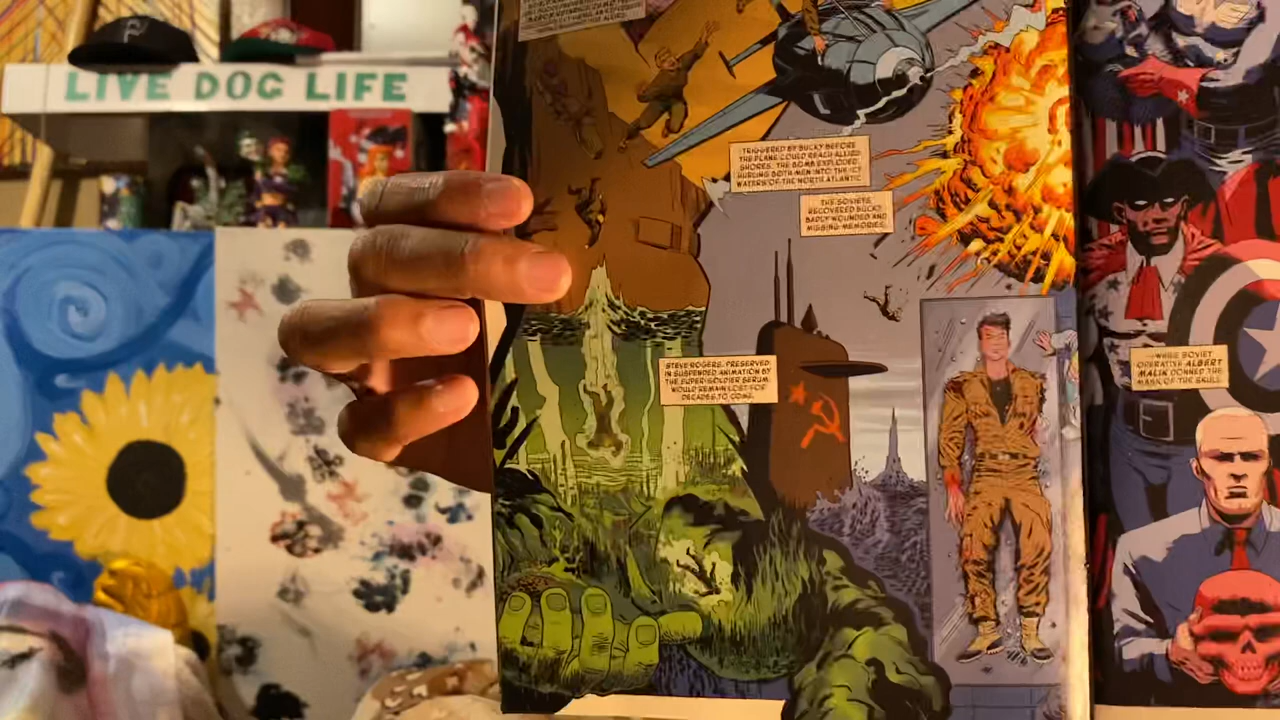 LIVE DOG LIFE
TRIGGERED BY BUCKY BEFORE
THE PLANE COULD REACH ALLIED
SHORES, THE BOMB EXPLODED,
HURLING BOTH MEN INTO THE ICY
WATERS OF THE NORTH ATLANTIC.
THE SOVIETS
RECOVERED BUCKY,
BADLY WOUNDED AND
MISSING MEMORIES.
STEVE ROGERS, PRESERVED
IN SUSPENDED ANIMATION BY
THE SUPER-SOLDIER SERUM,
WOULD REMAIN LOST FOR
DECADES TO COME.
--WHILE SOVIET
OPERATIVE ALBERT
MALIK DONNED THE
MASK OF THE SKULL.